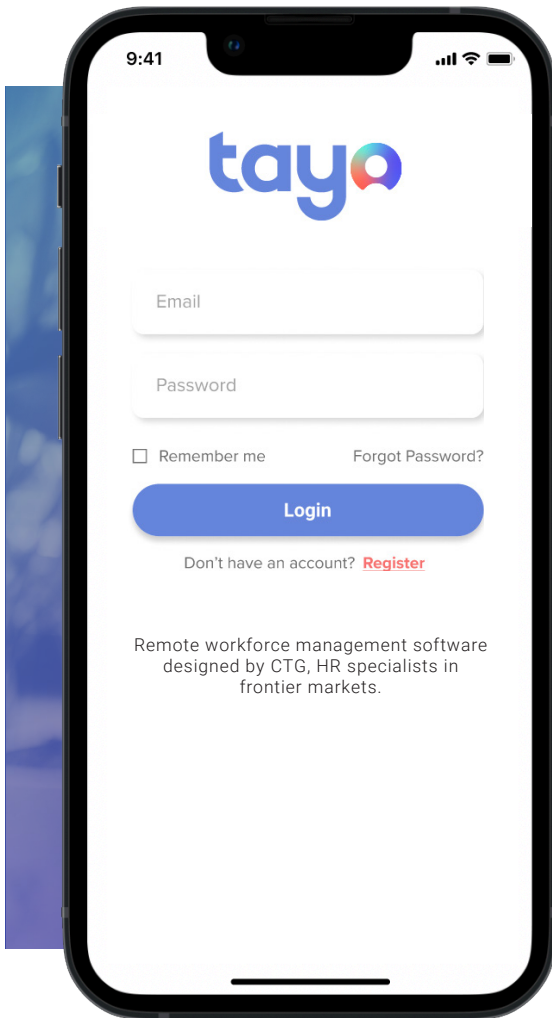 9:41
tayo
Email
Password
Remember me Forgot Password?
Login
Don't have an account? Register
Remote workforce management software
designed by CTG, HR specialists in
frontier markets.